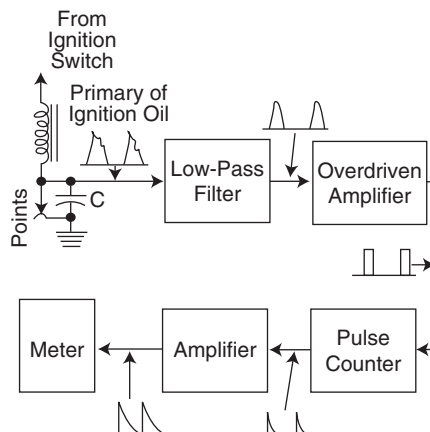 From
Ignition
Switch
Primary of
Ignition Oil
Low-Pass
Filter
Overdriven
Amplifier
C
Points
Meter
Amplifier
Pulse
Counter